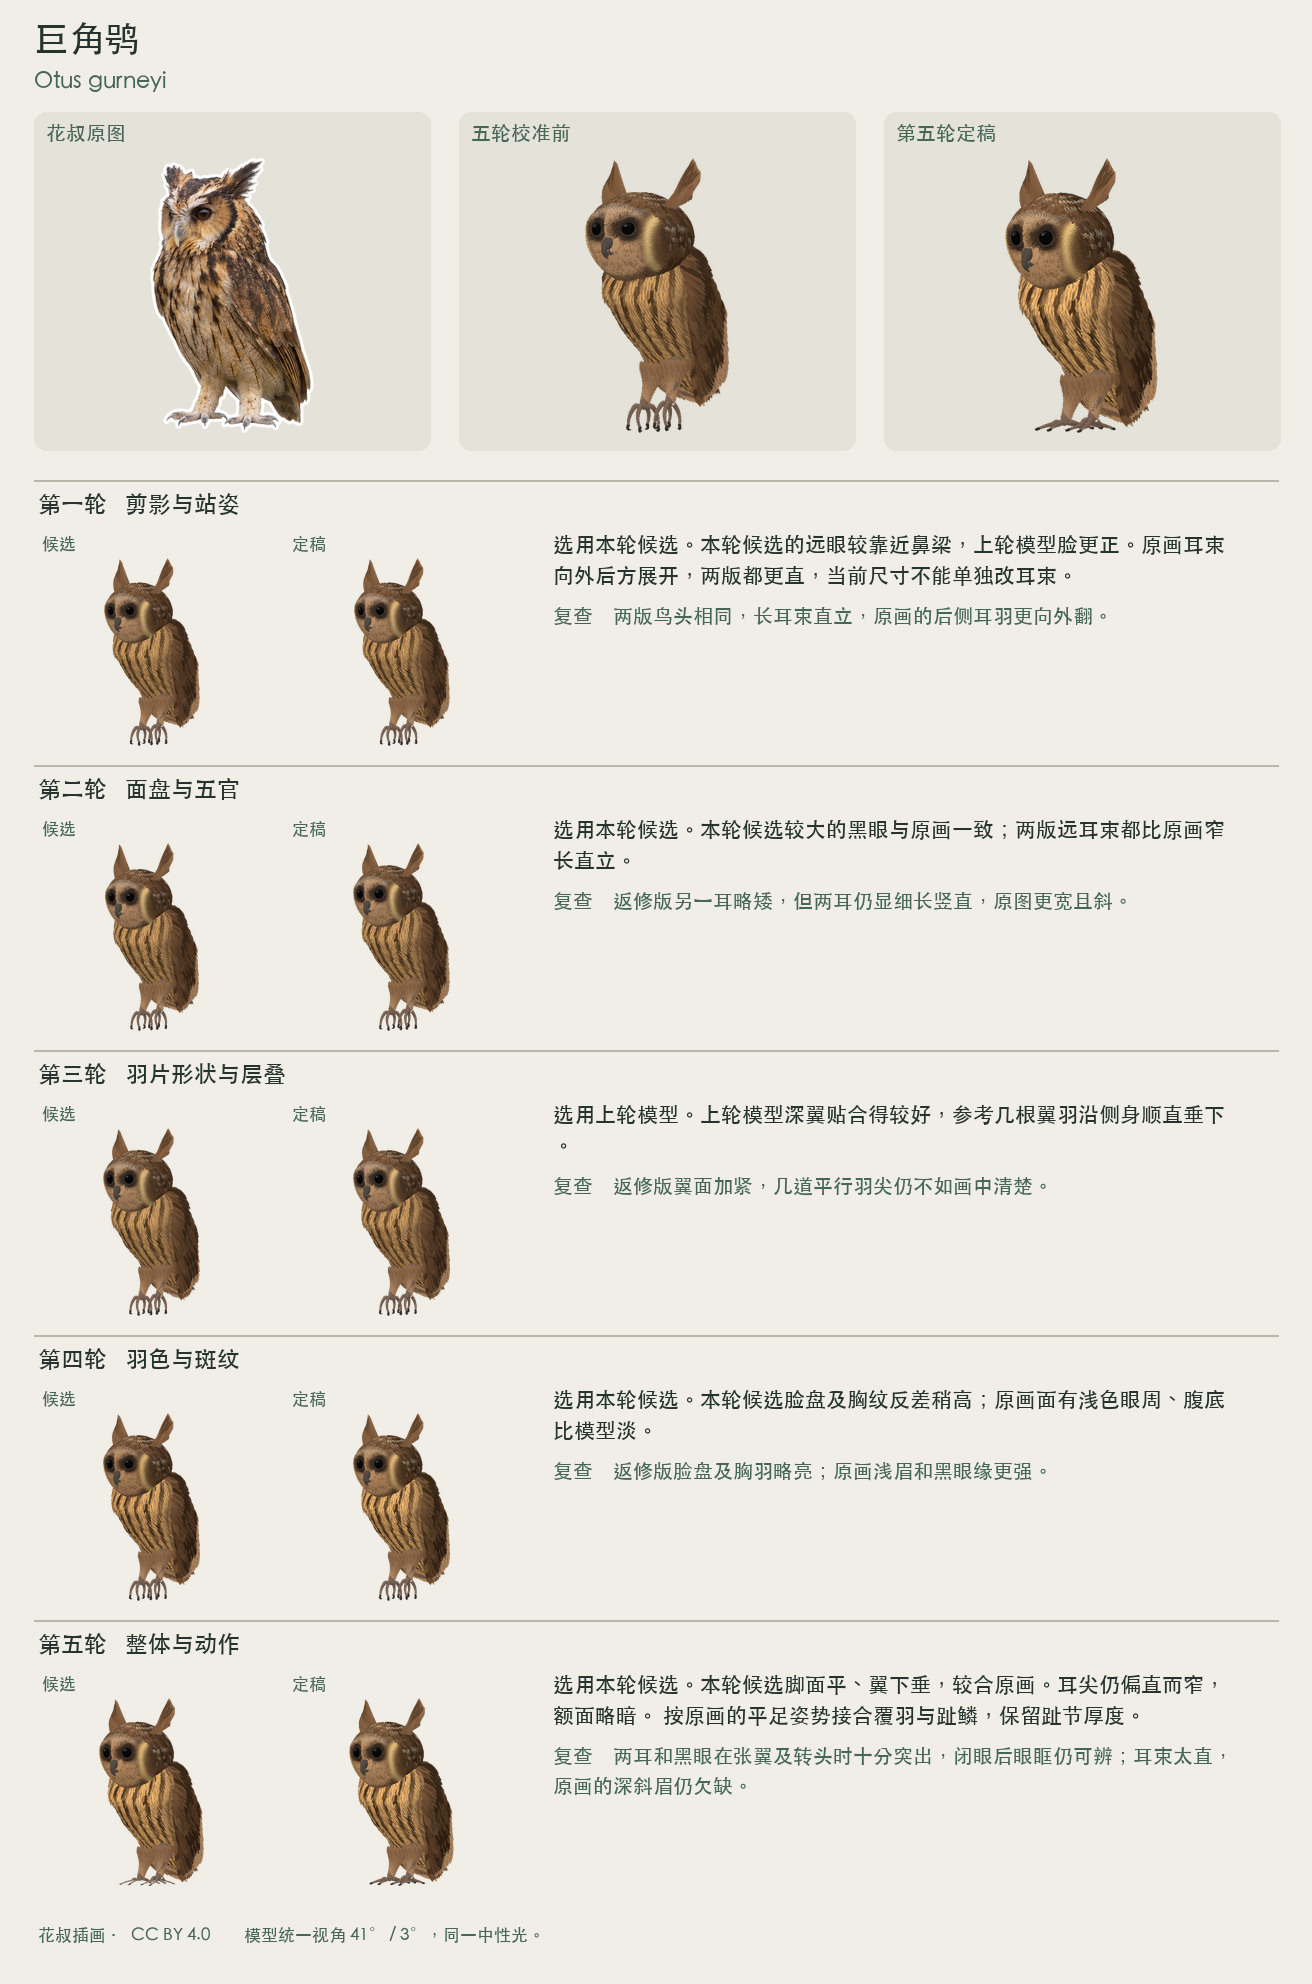 巨角鸮
Otus gurneyi
花叔原图
五轮校准前
第五轮定稿
第一轮 剪影与站姿
候选
定稿
选用本轮候选。本轮候选的远眼较靠近鼻梁，上轮模型脸更正。原画耳束
向外后方展开，两版都更直，当前尺寸不能单独改耳束。
复查 两版鸟头相同，长耳束直立，原画的后侧耳羽更向外翻。
第二轮 面盘与五官
候选
定稿
选用本轮候选。本轮候选较大的黑眼与原画一致；两版远耳束都比原画窄
长直立。
复查 返修版另一耳略矮，但两耳仍显细长竖直，原图更宽且斜。
第三轮 羽片形状与层叠
候选
定稿
选用上轮模型。上轮模型深翼贴合得较好，参考几根翼羽沿侧身顺直垂下
。
复查 返修版翼面加紧，几道平行羽尖仍不如画中清楚。
第四轮 羽色与斑纹
候选
定稿
选用本轮候选。本轮候选脸盘及胸纹反差稍高；原画面有浅色眼周、腹底
比模型淡。
复查 返修版脸盘及胸羽略亮；原画浅眉和黑眼缘更强。
第五轮 整体与动作
候选
定稿
选用本轮候选。本轮候选脚面平、翼下垂，较合原画。耳尖仍偏直而窄，
额面略暗。 按原画的平足姿势接合覆羽与趾鳞，保留趾节厚度。
复查 两耳和黑眼在张翼及转头时十分突出，闭眼后眼眶仍可辨；耳束太直，
原画的深斜眉仍欠缺。
花叔插画 · CC BY 4.0 模型统一视角 41° / 3°，同一中性光。